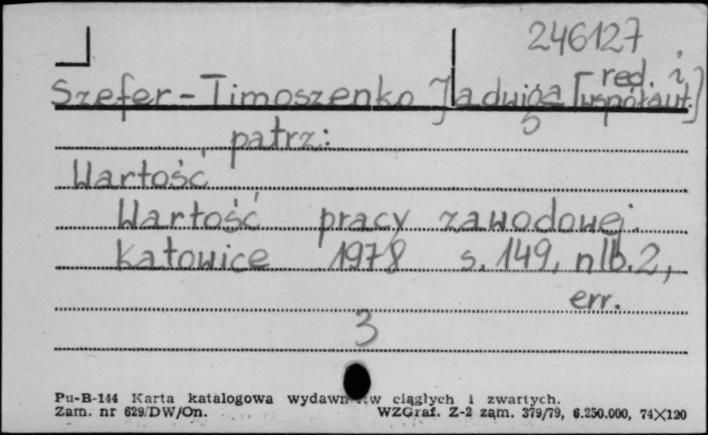 246127
Szefer-Timoszenko Jadwiga [red. i współaut.]
patrz:
Wartość
Wartość pracy zawodowej.
Katowice 1978 s. 149, nlb. 2,
err.
3
Pu-B-144 Karta katalogowa wydawn w ciągłych i zwartych.
Zam. nr 629/DW/On. WZGraf. Z-2 zam. 379/79, 6.250.000, 74×120